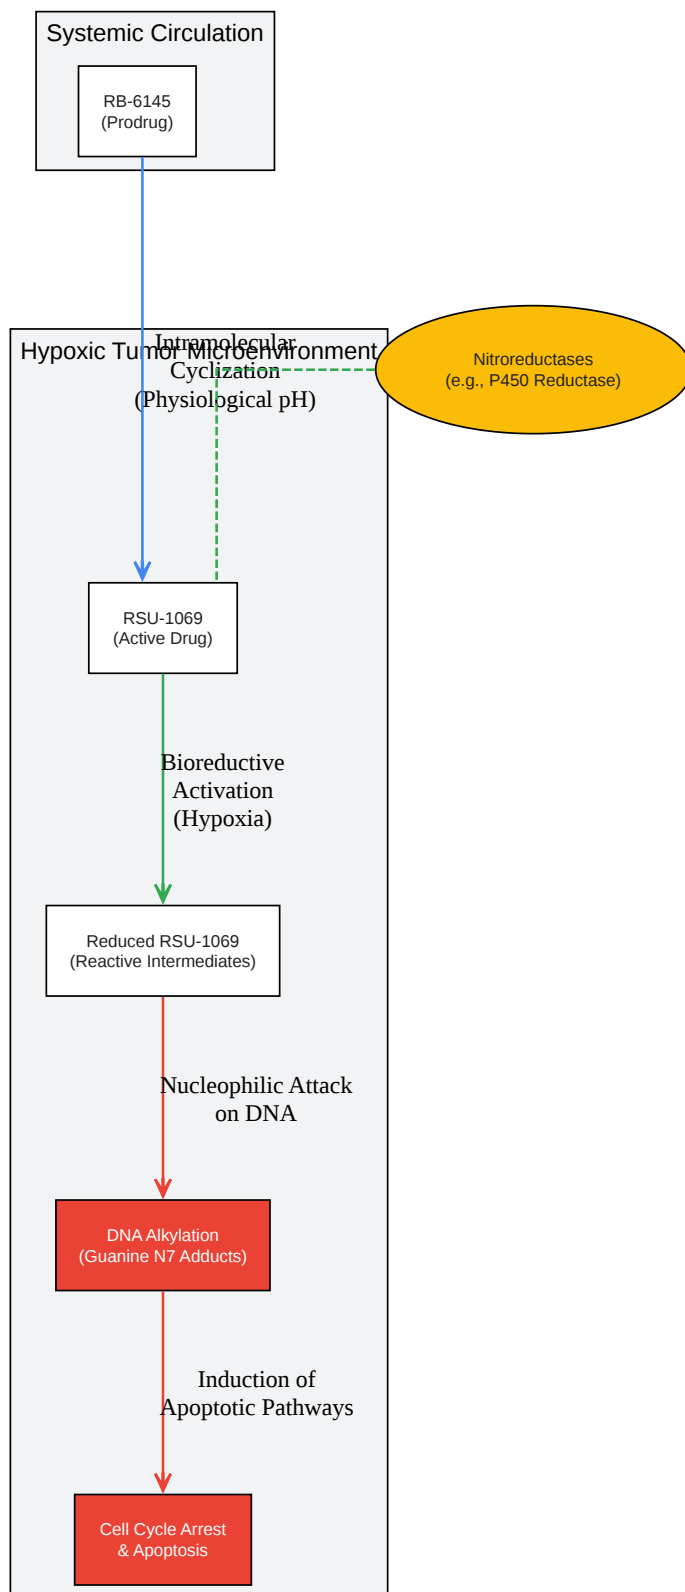 Systemic Circulation
RB-6145
(Prodrug)
Hypoxic Tumor Microenvironment
Intramolecular
Cyclization
(Physiological pH)
Nitroreductases
(e.g., P450 Reductase)
RSU-1069
(Active Drug)
Bioreductive
Activation
(Hypoxia)
Reduced RSU-1069
(Reactive Intermediates)
Nucleophilic Attack
on DNA
DNA Alkylation
(Guanine N7 Adducts)
Induction of
Apoptotic Pathways
Cell Cycle Arrest
& Apoptosis